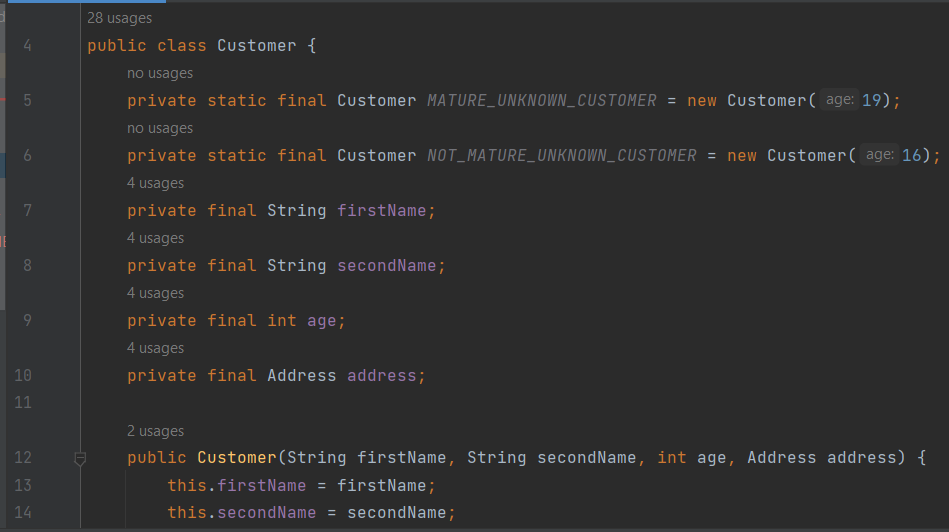 28 usages
4 public class Customer {
no usages
5 private static final Customer MATURE_UNKNOWN_CUSTOMER = new Customer( age: 19);
no usages
6 private static final Customer NOT_MATURE_UNKNOWN_CUSTOMER = new Customer( age: 16);
4 usages
7 private final String firstName;
4 usages
8 private final String secondName;
4 usages
9 private final int age;
4 usages
10 private final Address address;
11
2 usages
12 public Customer(String firstName, String secondName, int age, Address address) {
13 this.firstName = firstName;
14 this.secondName = secondName;